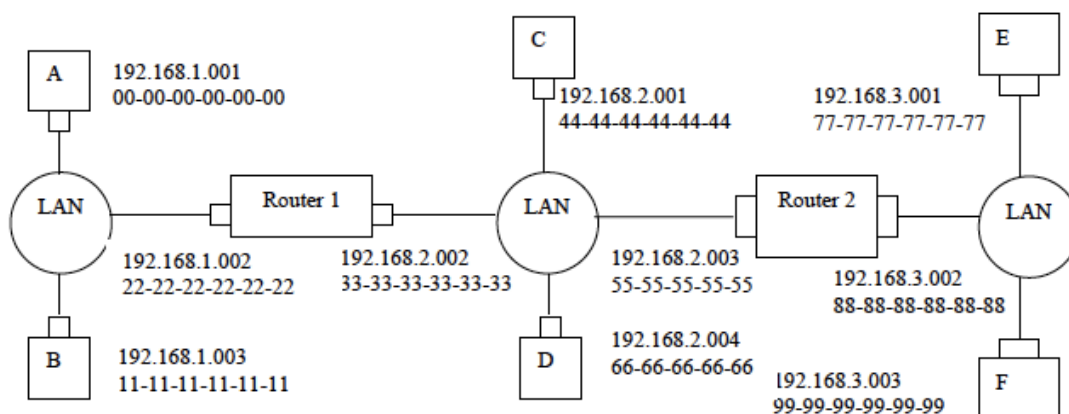 A
192.168.1.001
00-00-00-00-00-00
C
192.168.2.001
44-44-44-44-44-44
E
192.168.3.001
77-77-77-77-77-77
LAN
Router 1
LAN
Router 2
LAN
192.168.1.002
22-22-22-22-22-22
192.168.2.002
33-33-33-33-33-33
192.168.2.003
55-55-55-55-55
192.168.3.002
88-88-88-88-88-88
B
192.168.1.003
11-11-11-11-11-11
D
192.168.2.004
66-66-66-66-66
192.168.3.003
99-99-99-99-99-99
F